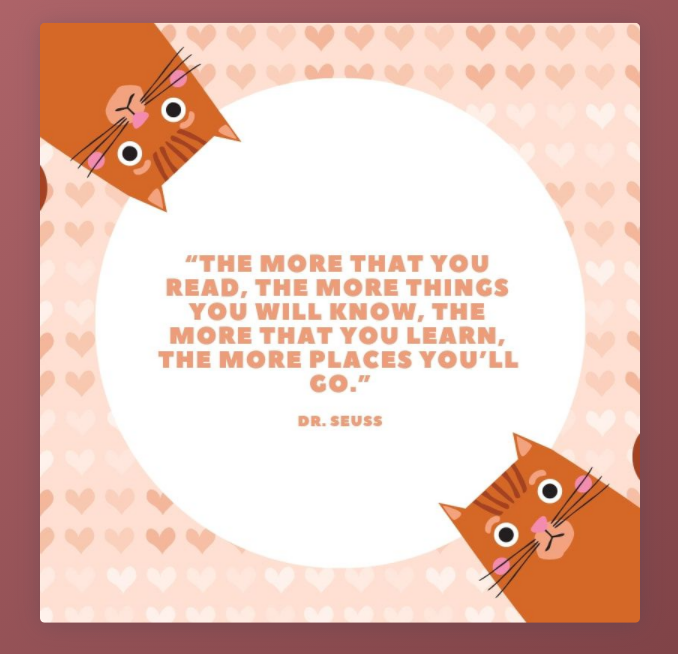 “THE MORE THAT YOU
READ, THE MORE THINGS
YOU WILL KNOW, THE
MORE THAT YOU LEARN,
THE MORE PLACES YOU’LL
GO.”
DR. SEUSS